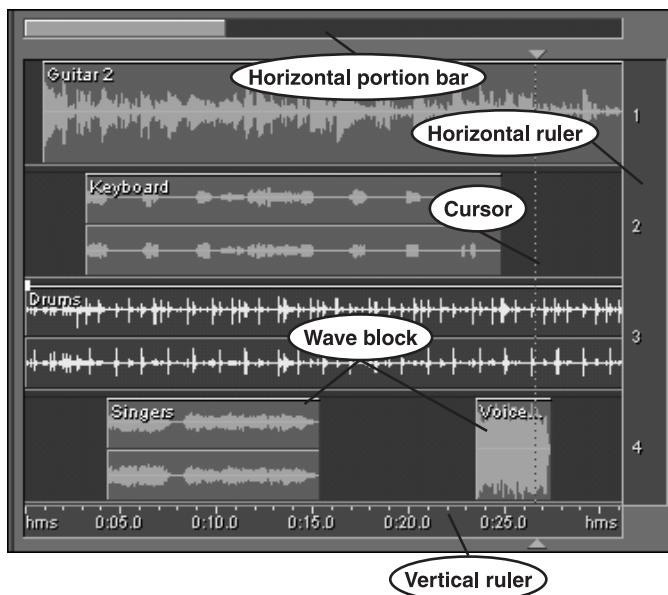 Horizontal portion bar
Guitar 2
1
Horizontal ruler
Keyboard
2
Cursor
Drums
3
Wave block
Singers
Voice...
4
hms 0:05.0 0:10.0 0:15.0 0:20.0 0:25.0 hms
Vertical ruler